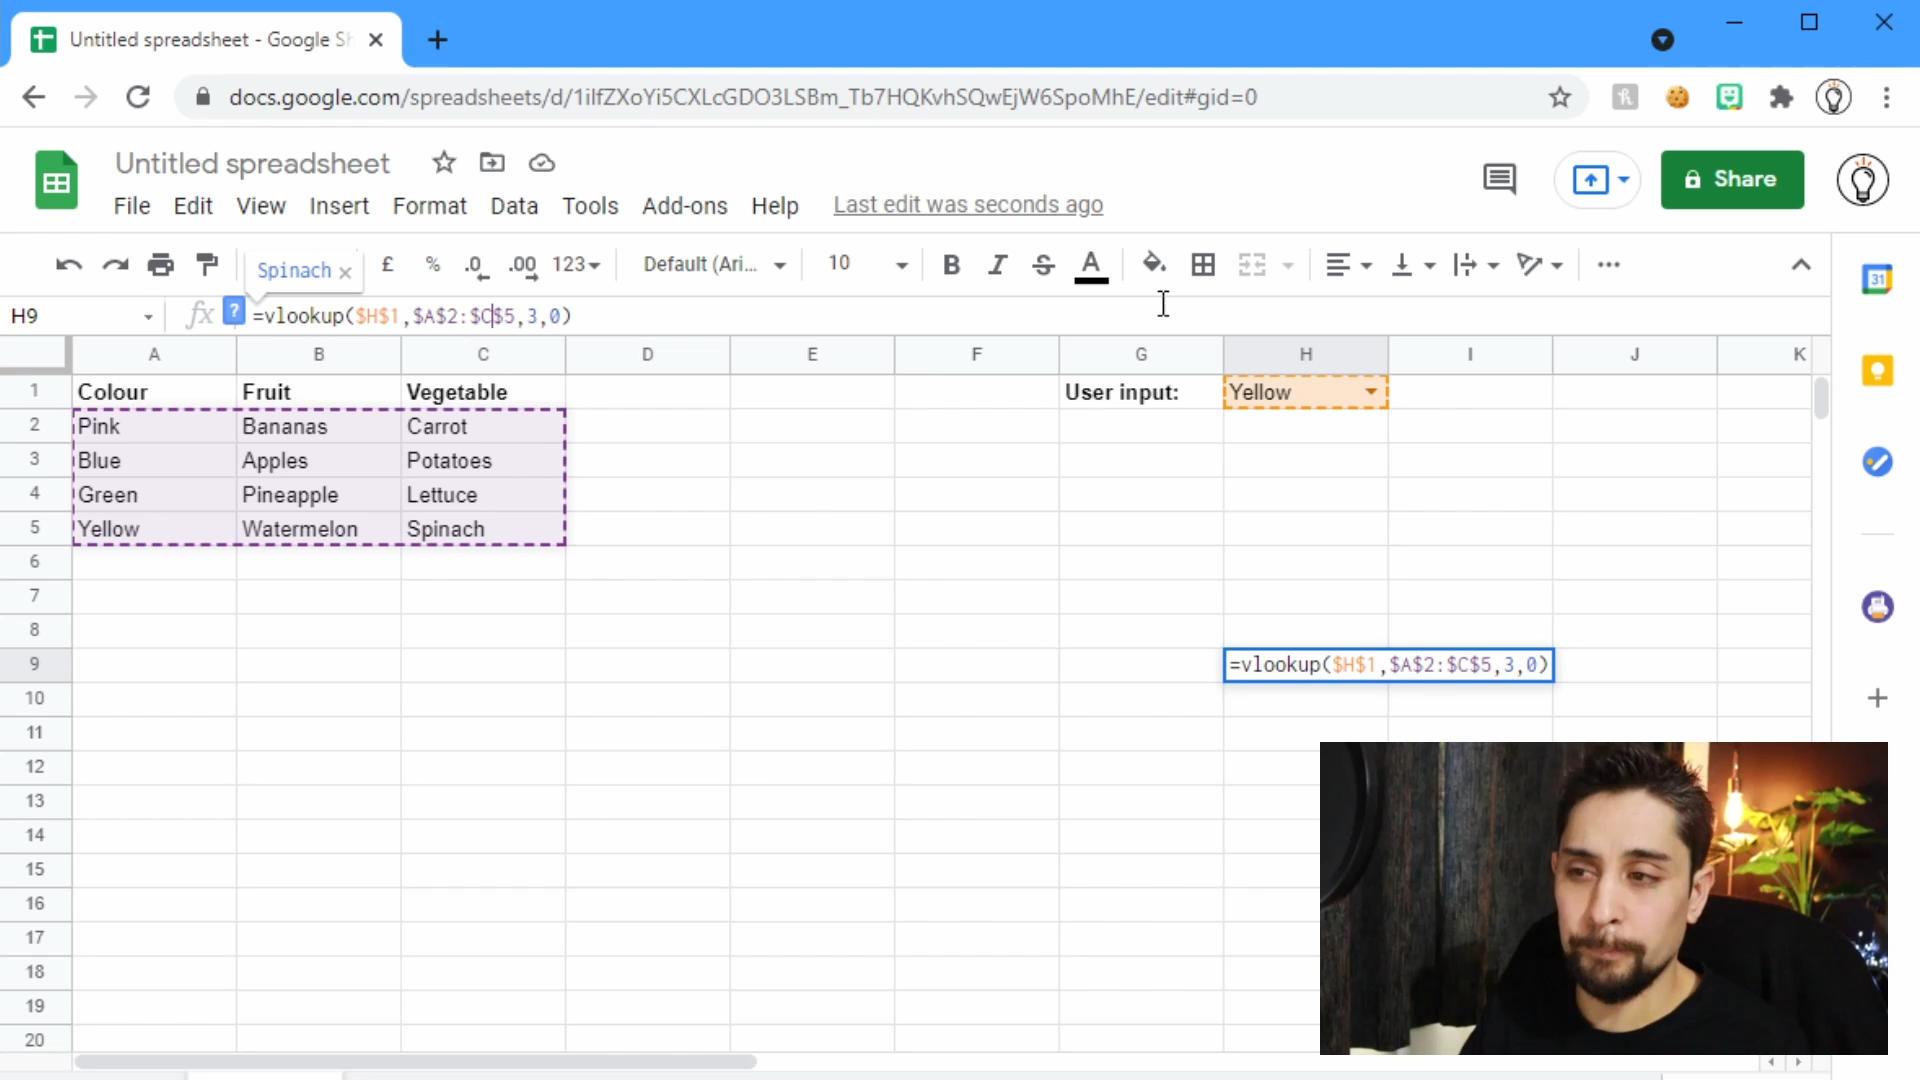 Untitled spreadsheet - Google Sh
docs.google.com/spreadsheets/d/1ilfZXoYi5CXLcGDO3LSBm_Tb7HQKvhSQwEjW6SpoMhE/edit#gid=0
Untitled spreadsheet
File Edit View Insert Format Data Tools Add-ons Help Last edit was seconds ago
Share
Spinach × £ % .0 .00 123 Default (Ari... 10 B I S A
31
H9 fx ? =vlookup($H$1,$A$2:$C$5,3,0)
A B C D E F G H I J K
1 Colour Fruit Vegetable User input: Yellow
2 Pink Bananas Carrot
3 Blue Apples Potatoes
4 Green Pineapple Lettuce
5 Yellow Watermelon Spinach
6
7
8
9 =vlookup($H$1,$A$2:$C$5,3,0)
10
11
12
13
14
15
16
17
18
19
20